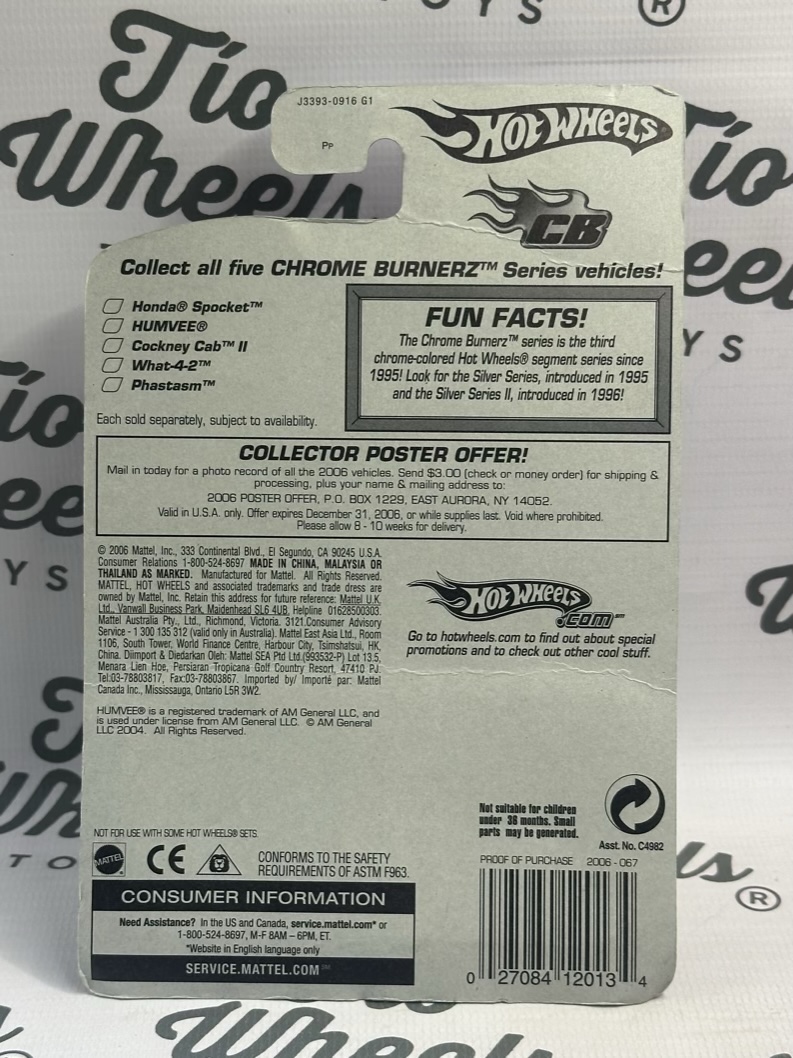 TOYS ®
Tío
Wheels
J3393-0916 G1
PP
HOT WHEELS
CB
Collect all five CHROME BURNERZ™ Series vehicles!
Honda® Spocket™
HUMVEE®
Cockney Cab™ II
What-4-2™
Phastasm™
Each sold separately, subject to availability.
FUN FACTS!
The Chrome Burnerz™ series is the third
chrome-colored Hot Wheels® segment series since
1995! Look for the Silver Series, introduced in 1995
and the Silver Series II, introduced in 1996!
COLLECTOR POSTER OFFER!
Mail in today for a photo record of all the 2006 vehicles. Send $3.00 (check or money order) for shipping &
processing, plus your name & mailing address to:
2006 POSTER OFFER, P.O. BOX 1229, EAST AURORA, NY 14052.
Valid in U.S.A. only. Offer expires December 31, 2006, or while supplies last. Void where prohibited.
Please allow 8 - 10 weeks for delivery.
© 2006 Mattel, Inc., 333 Continental Blvd., El Segundo, CA 90245 U.S.A.
Consumer Relations 1-800-524-8697 MADE IN CHINA, MALAYSIA OR
THAILAND AS MARKED. Manufactured for Mattel. All Rights Reserved.
MATTEL, HOT WHEELS and associated trademarks and trade dress are
owned by Mattel, Inc. Retain this address for future reference: Mattel U.K.
Ltd., Vanwall Business Park, Maidenhead SL6 4UB. Helpline 01628500303.
Mattel Australia Pty., Ltd., Richmond, Victoria. 3121.Consumer Advisory
Service - 1 300 135 312 (valid only in Australia). Mattel East Asia Ltd., Room
1106, South Tower, World Finance Centre, Harbour City, Tsimshatsui, HK,
China. Diimport & Diedarkan Oleh: Mattel SEA Ptd Ltd.(993532-P) Lot 13.5,
Menara Lien Hoe, Persiaran Tropicana Golf Country Resort, 47410 PJ.
Tel:03-78803817, Fax:03-78803867. Imported by/ Importé par: Mattel
Canada Inc., Mississauga, Ontario L5R 3W2.
HUMVEE® is a registered trademark of AM General LLC, and
is used under license from AM General LLC. © AM General
LLC 2004. All Rights Reserved.
HOT WHEELS
.COM™
Go to hotwheels.com to find out about special
promotions and to check out other cool stuff.
Not suitable for children
under 36 months. Small
parts may be generated.
Asst. No. C4982
NOT FOR USE WITH SOME HOT WHEELS® SETS.
MATTEL
CE
CONFORMS TO THE SAFETY
REQUIREMENTS OF ASTM F963.
CONSUMER INFORMATION
Need Assistance? In the US and Canada, service.mattel.com* or
1-800-524-8697, M-F 8AM – 6PM, ET.
*Website in English language only
SERVICE.MATTEL.COM™
PROOF OF PURCHASE 2006 - 067
0 27084 12013 4